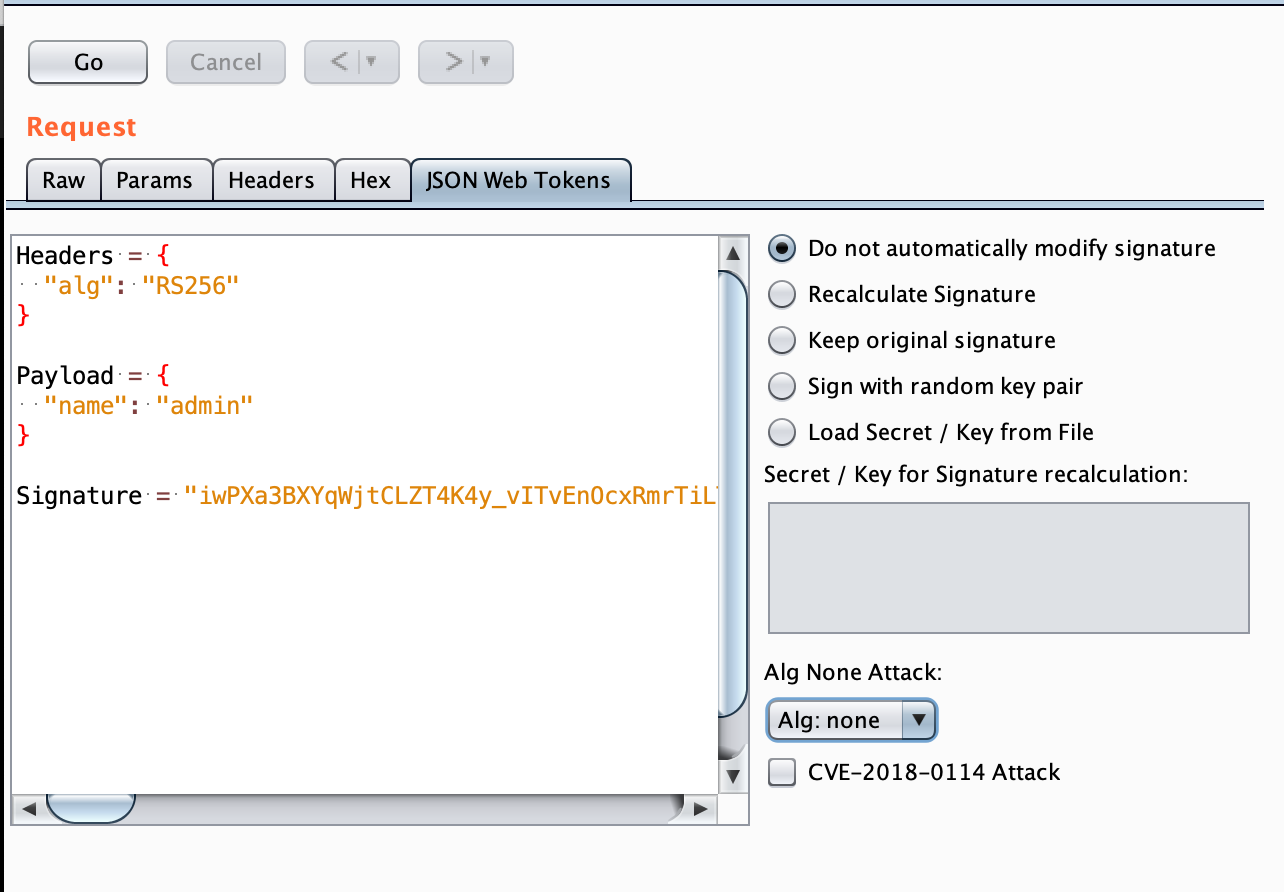 Go Cancel < >
Request
Raw Params Headers Hex JSON Web Tokens
Headers = {
"alg": "RS256"
}
Payload = {
"name": "admin"
}
Signature = "iwPXa3BXYqWjtCLZT4K4y_vITvEnOcxRmrTiL
Do not automatically modify signature
Recalculate Signature
Keep original signature
Sign with random key pair
Load Secret / Key from File
Secret / Key for Signature recalculation:
Alg None Attack:
Alg: none
CVE-2018-0114 Attack